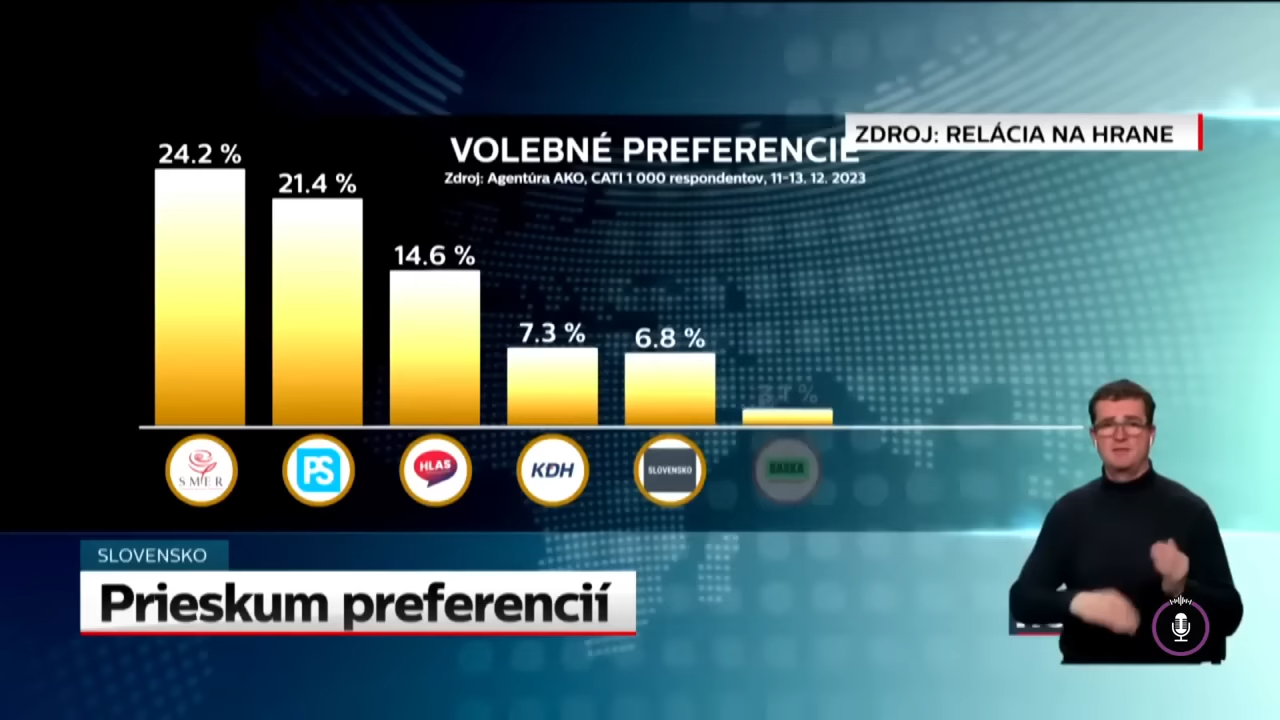 VOLEBNÉ PREFERENCIE
ZDROJ: RELÁCIA NA HRANE
Zdroj: Agentúra AKO, CATI 1 000 respondentov, 11-13. 12. 2023
24.2 %
21.4 %
14.6 %
7.3 %
6.8 %
SMER
PS
HLAS
KDH
SLOVENSKO
SLOVENSKO
Prieskum preferencií